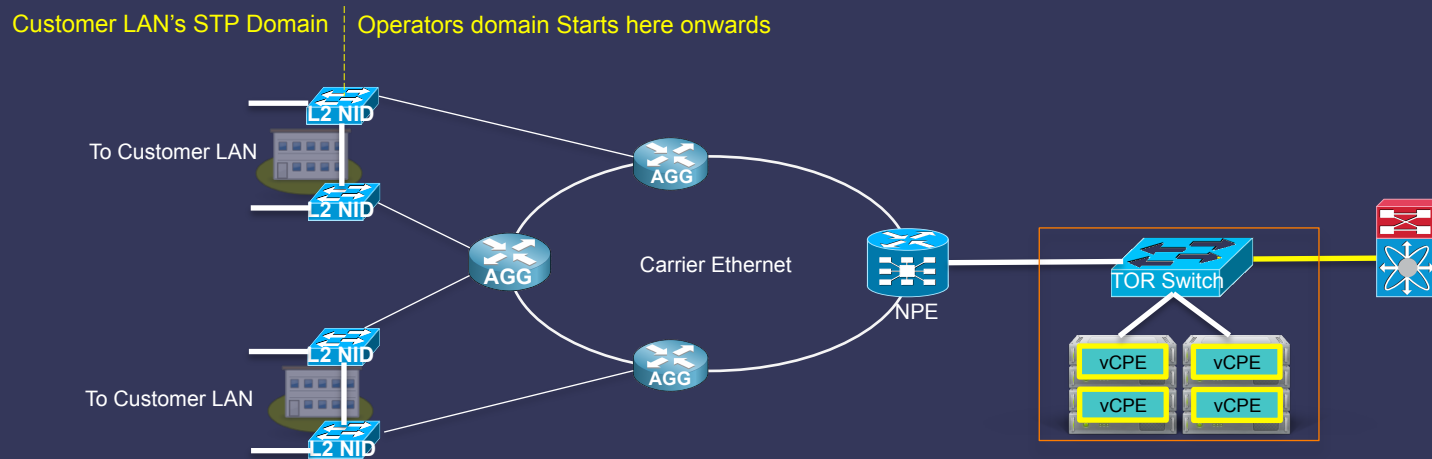 Customer LAN's STP Domain
Operators domain Starts here onwards
L2 NID
To Customer LAN
L2 NID
AGG
AGG
Carrier Ethernet
NPE
TOR Switch
L2 NID
AGG
vCPE
vCPE
To Customer LAN
vCPE
vCPE
L2 NID